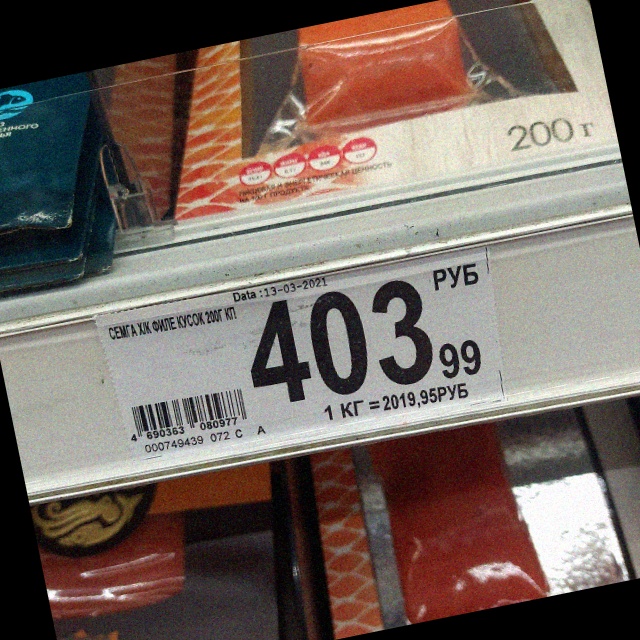 200 г
Data :13-03-2021
СЕМГА Х/К ФИЛЕ КУСОК 200Г КП
403 99 РУБ
1 КГ = 2019,95РУБ
4 690363 080977
000749439 072 С А